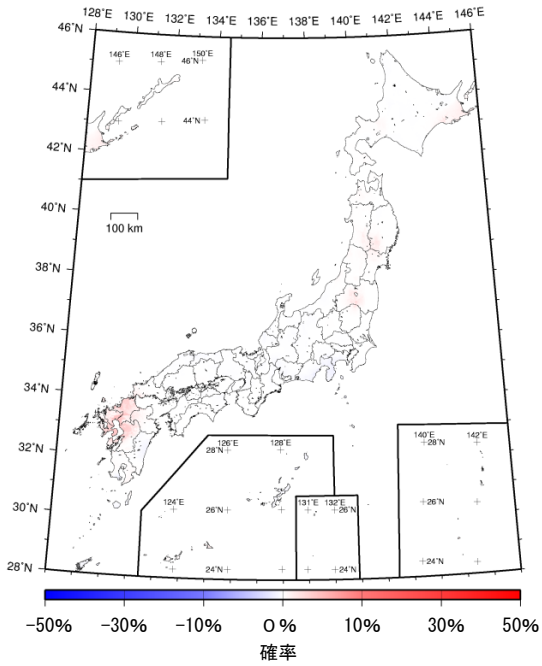 128˚E 130˚E 132˚E 134˚E 136˚E 138˚E 140˚E 142˚E 144˚E 146˚E
46˚N
146˚E 148˚E 150˚E
46˚N
44˚N
44˚N
42˚N
40˚N
100 km
38˚N
36˚N
34˚N
32˚N
126˚E 128˚E
28˚N
140˚E 142˚E
28˚N
124˚E
131˚E 132˚E
30˚N
26˚N
26˚N
26˚N
28˚N
24˚N
24˚N
24˚N
-50% -30% -10% 0% 10% 30% 50%
確率